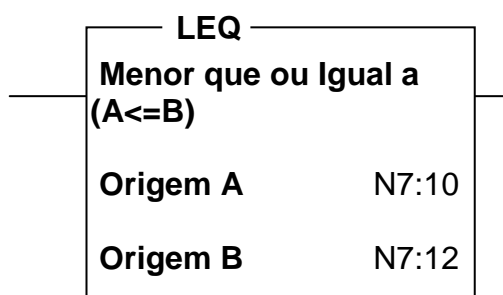 LEQ
Menor que ou Igual a
(A<=B)
Origem A N7:10
Origem B N7:12